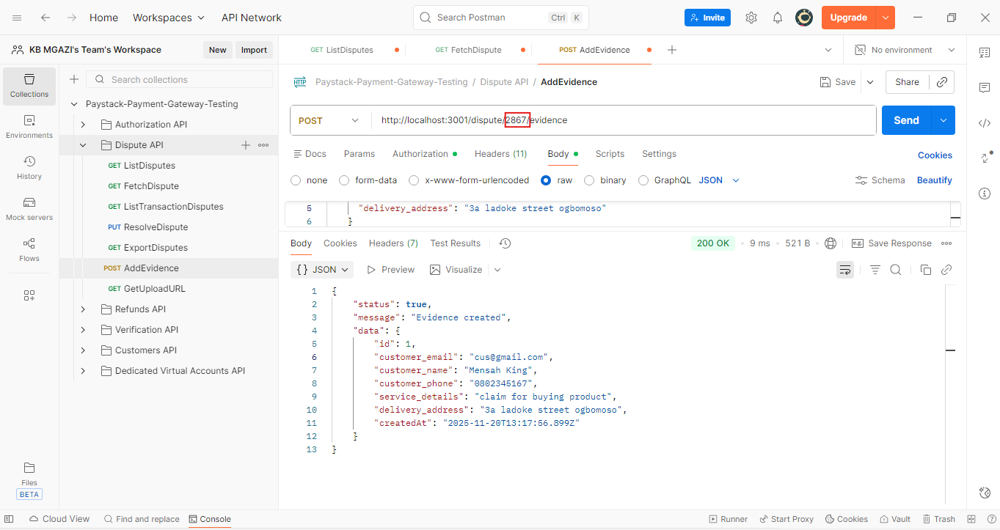 Home Workspaces API Network Search Postman Ctrl K Invite Upgrade
KB MGAZI's Team's Workspace New Import GET ListDisputes GET FetchDispute POST AddEvidence No environment
Collections
Environments
History
Mock servers
Flows
Files
BETA
Search collections
Paystack-Payment-Gateway-Testing
Authorization API
Dispute API
GET ListDisputes
GET FetchDispute
GET ListTransactionDisputes
PUT ResolveDispute
GET ExportDisputes
POST AddEvidence
GET GetUploadURL
Refunds API
Verification API
Customers API
Dedicated Virtual Accounts API
HTTP Paystack-Payment-Gateway-Testing / Dispute API / AddEvidence Save Share
POST http://localhost:3001/dispute/2867/evidence Send
Docs Params Authorization Headers (11) Body Scripts Settings Cookies
none form-data x-www-form-urlencoded raw binary GraphQL JSON Schema Beautify
5 "delivery_address": "3a ladoke street ogbomoso"
6 }
Body Cookies Headers (7) Test Results 200 OK 9 ms 521 B e.g. Save Response
{} JSON Preview Visualize
1 {
2 "status": true,
3 "message": "Evidence created",
4 "data": {
5 "id": 1,
6 "customer_email": "cus@gmail.com",
7 "customer_name": "Mensah King",
8 "customer_phone": "0802345167",
9 "service_details": "claim for buying product",
10 "delivery_address": "3a ladoke street ogbomoso",
11 "createdAt": "2025-11-20T13:17:56.899Z"
12 }
13 }
Cloud View Find and replace Console Runner Start Proxy Cookies Vault Trash